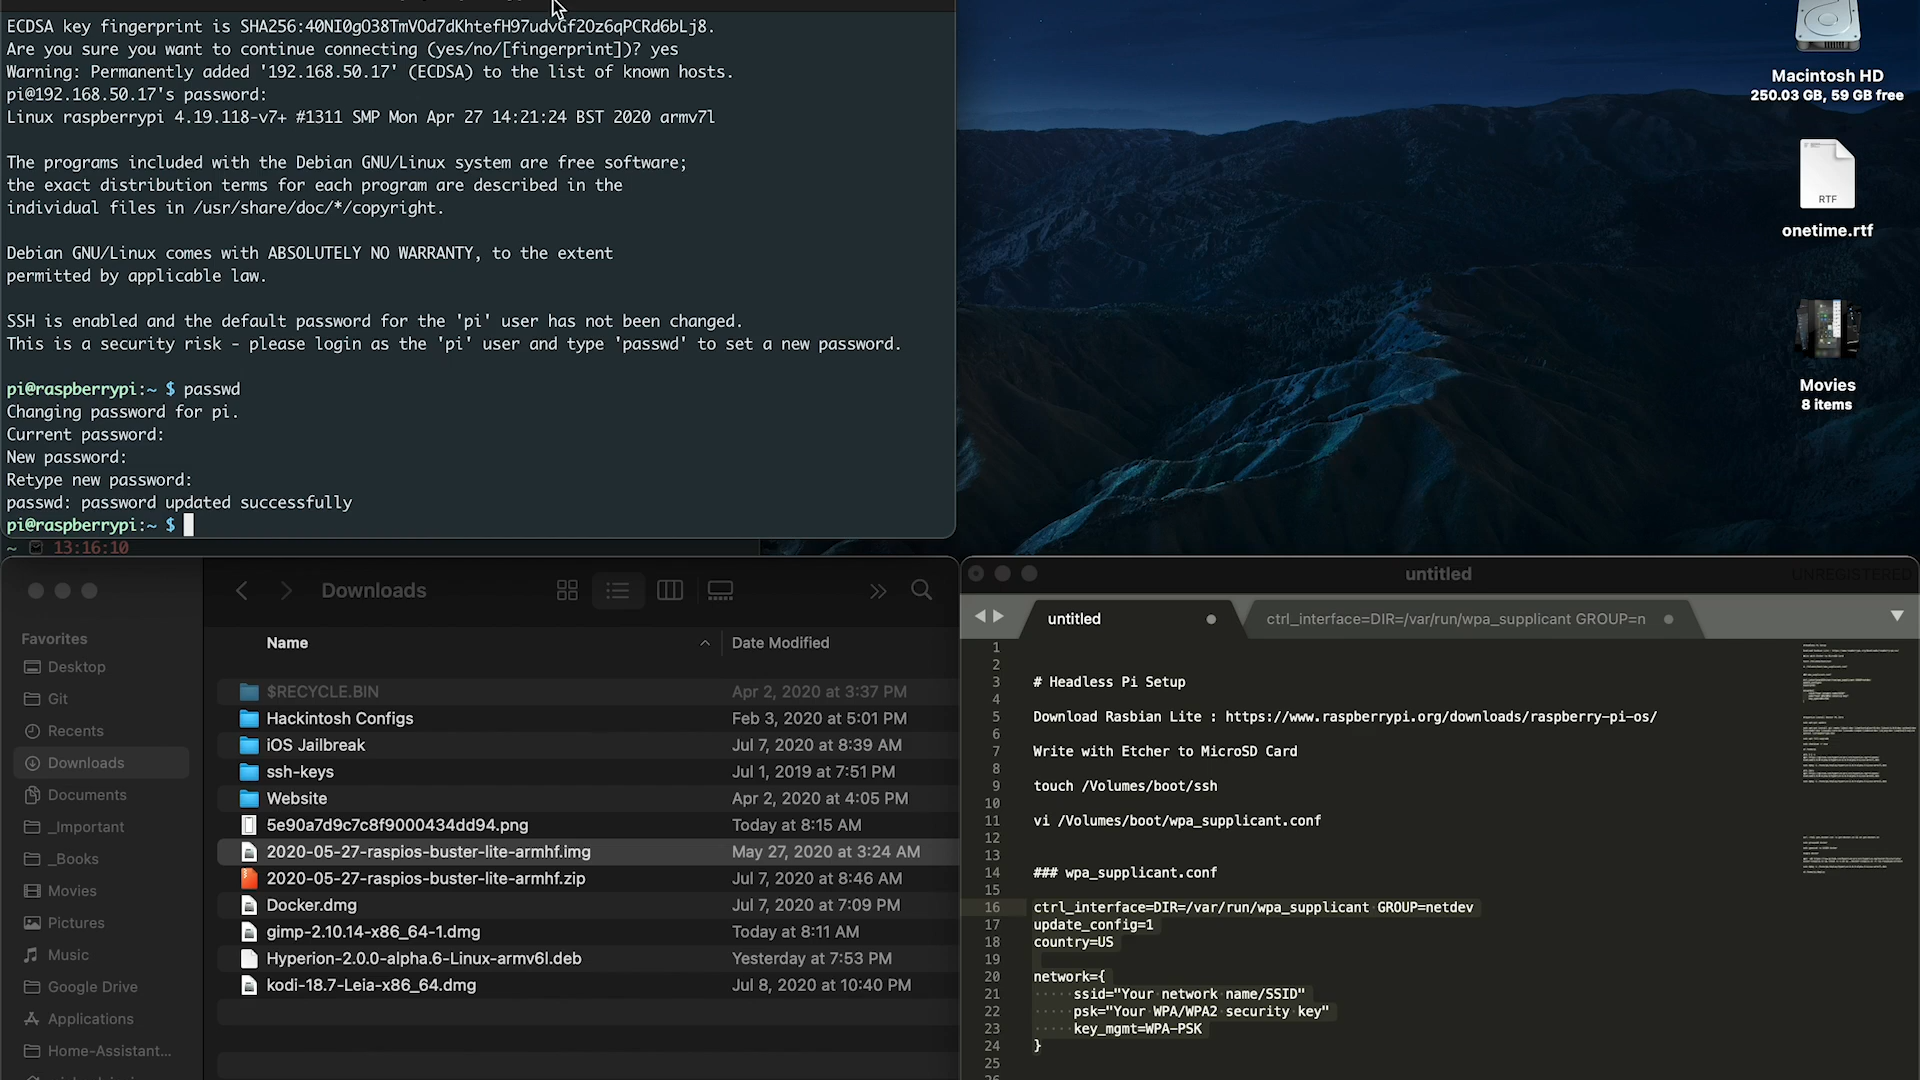 ECDSA key fingerprint is SHA256:40NI0gO38TmVOd7dKhtefH97udvGf2Oz6qPCRd6bLj8.
Are you sure you want to continue connecting (yes/no/[fingerprint])? yes
Warning: Permanently added '192.168.50.17' (ECDSA) to the list of known hosts.
pi@192.168.50.17's password:
Linux raspberrypi 4.19.118-v7+ #1311 SMP Mon Apr 27 14:21:24 BST 2020 armv7l
The programs included with the Debian GNU/Linux system are free software;
the exact distribution terms for each program are described in the
individual files in /usr/share/doc/*/copyright.
Debian GNU/Linux comes with ABSOLUTELY NO WARRANTY, to the extent
permitted by applicable law.
SSH is enabled and the default password for the 'pi' user has not been changed.
This is a security risk - please login as the 'pi' user and type 'passwd' to set a new password.
pi@raspberrypi:~ $ passwd
Changing password for pi.
Current password:
New password:
Retype new password:
passwd: password updated successfully
pi@raspberrypi:~ $
~ 13:16:10
Macintosh HD
250.03 GB, 59 GB free
RTF
onetime.rtf
Movies
8 items
Downloads
Favorites
Desktop
Git
Recents
Downloads
Documents
_Important
_Books
Movies
Pictures
Music
Google Drive
Applications
Home-Assistant...
Name Date Modified
$RECYCLE.BIN Apr 2, 2020 at 3:37 PM
Hackintosh Configs Feb 3, 2020 at 5:01 PM
iOS Jailbreak Jul 7, 2020 at 8:39 AM
ssh-keys Jul 1, 2019 at 7:51 PM
Website Apr 2, 2020 at 4:05 PM
5e90a7d9c7c8f9000434dd94.png Today at 8:15 AM
2020-05-27-raspios-buster-lite-armhf.img May 27, 2020 at 3:24 AM
2020-05-27-raspios-buster-lite-armhf.zip Jul 7, 2020 at 8:46 AM
Docker.dmg Jul 7, 2020 at 7:09 PM
gimp-2.10.14-x86_64-1.dmg Today at 8:11 AM
Hyperion-2.0.0-alpha.6-Linux-armv6l.deb Yesterday at 7:53 PM
kodi-18.7-Leia-x86_64.dmg Jul 8, 2020 at 10:40 PM
untitled UNREGISTERED
untitled ctrl_interface=DIR=/var/run/wpa_supplicant GROUP=n
1
2
3 # Headless Pi Setup
4
5 Download Rasbian Lite : https://www.raspberrypi.org/downloads/raspberry-pi-os/
6
7 Write with Etcher to MicroSD Card
8
9 touch /Volumes/boot/ssh
10
11 vi /Volumes/boot/wpa_supplicant.conf
12
13
14 ### wpa_supplicant.conf
15
16 ctrl_interface=DIR=/var/run/wpa_supplicant GROUP=netdev
17 update_config=1
18 country=US
19
20 network={
21 ssid="Your network name/SSID"
22 psk="Your WPA/WPA2 security key"
23 key_mgmt=WPA-PSK
24 }
25